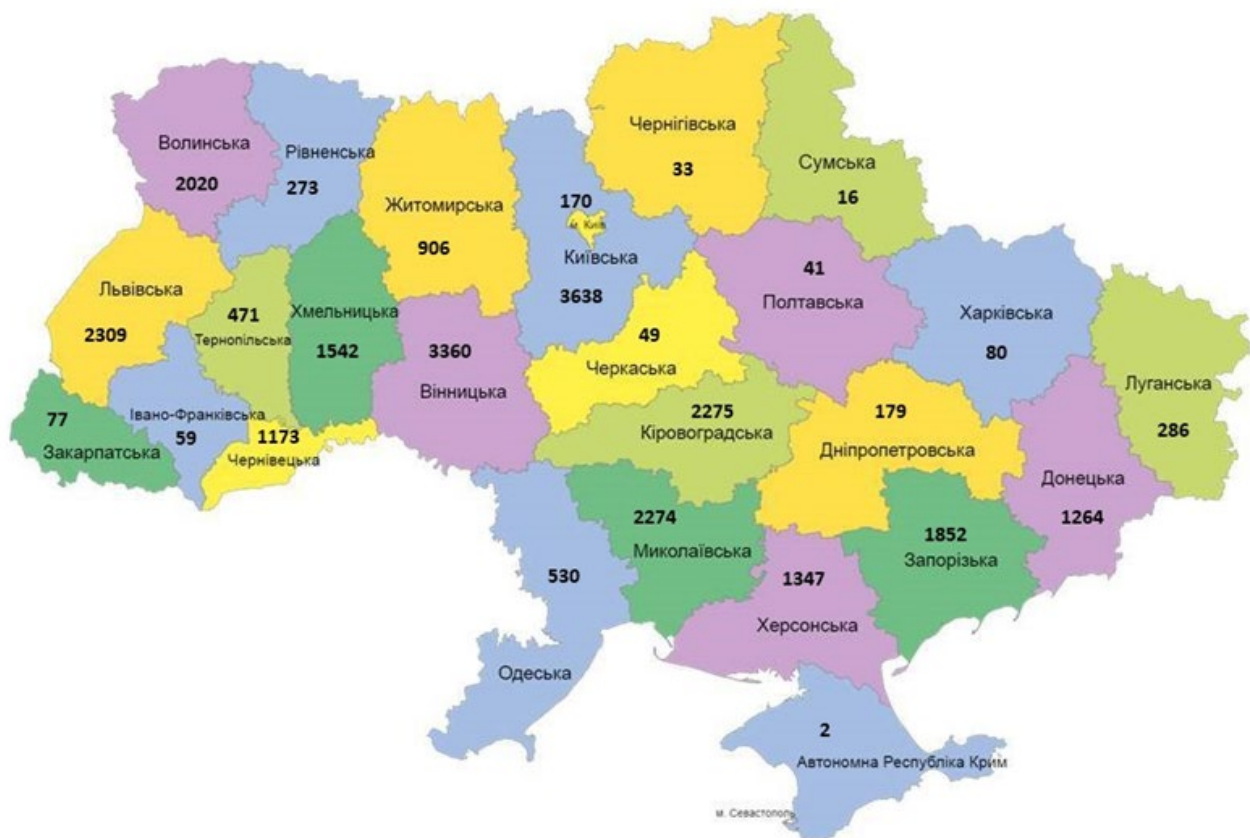 Волинська
2020
Рівненська
273
Житомирська
906
170
м. Київ
Київська
3638
Чернігівська
33
Сумська
16
Львівська
2309
471
Тернопільська
Хмельницька
1542
3360
Вінницька
49
Черкаська
41
Полтавська
Харківська
80
Луганська
286
77
Закарпатська
Івано-Франківська
59
1173
Чернівецька
2275
Кіровоградська
179
Дніпропетровська
Донецька
1264
530
Одеська
2274
Миколаївська
1347
Херсонська
1852
Запорізька
2
Автономна Республіка Крим
м. Севастополь